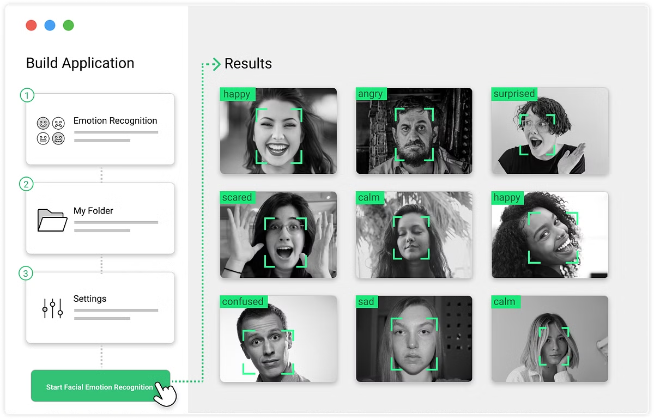 Build Application
1
Emotion Recognition
2
My Folder
3
Settings
Start Facial Emotion Recognition
Results
happy
angry
surprised
scared
calm
happy
confused
sad
calm